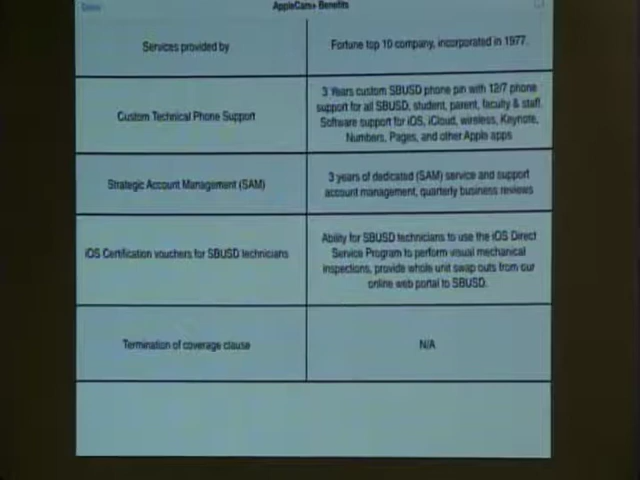 Done
AppleCare+ Benefits
Services provided by
Fortune top 10 company, incorporated in 1977.
Custom Technical Phone Support
3 Years custom SBUSD phone pin with 12/7 phone
support for all SBUSD, student, parent, faculty & staff.
Software support for iOS, iCloud, wireless, Keynote,
Numbers, Pages, and other Apple apps
Strategic Account Management (SAM)
3 years of dedicated (SAM) service and support
account management, quarterly business reviews
iOS Certification vouchers for SBUSD technicians
Ability for SBUSD technicians to use the iOS Direct
Service Program to perform visual mechanical
inspections, provide whole unit swap outs from our
online web portal to SBUSD.
Termination of coverage clause
N/A